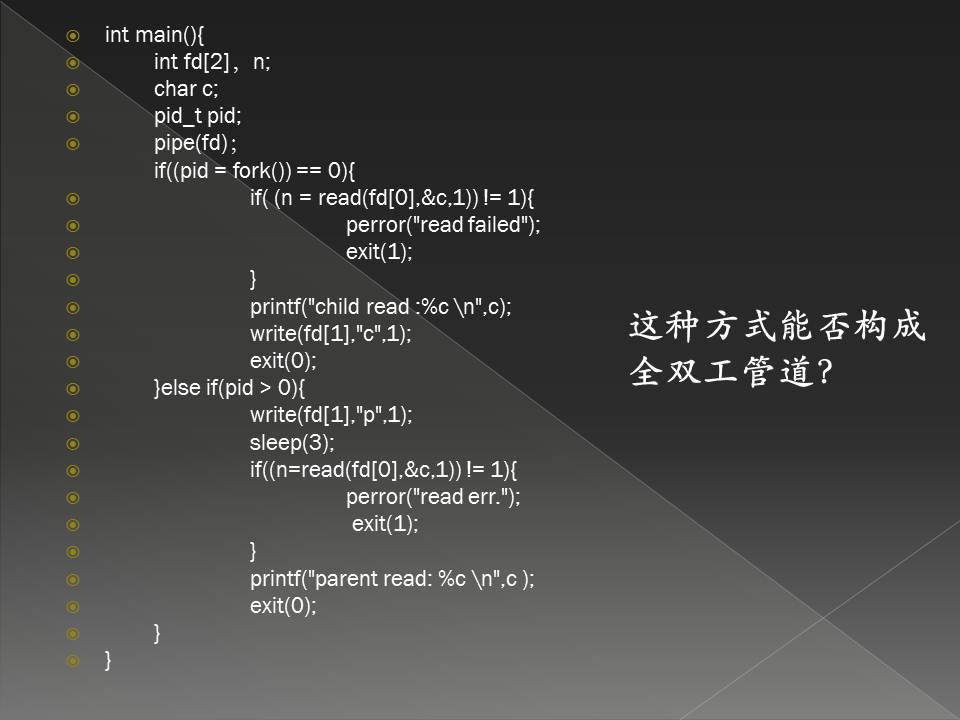 int main(){
int fd[2]，n;
char c;
pid_t pid;
pipe(fd)；
if((pid = fork()) == 0){
if( (n = read(fd[0],&c,1)) != 1){
perror("read failed");
exit(1);
}
printf("child read :%c \n",c);
write(fd[1],"c",1);
exit(0);
}else if(pid > 0){
write(fd[1],"p",1);
sleep(3);
if((n=read(fd[0],&c,1)) != 1){
perror("read err.");
exit(1);
}
printf("parent read: %c \n",c );
exit(0);
}
}
这种方式能否构成
全双工管道？